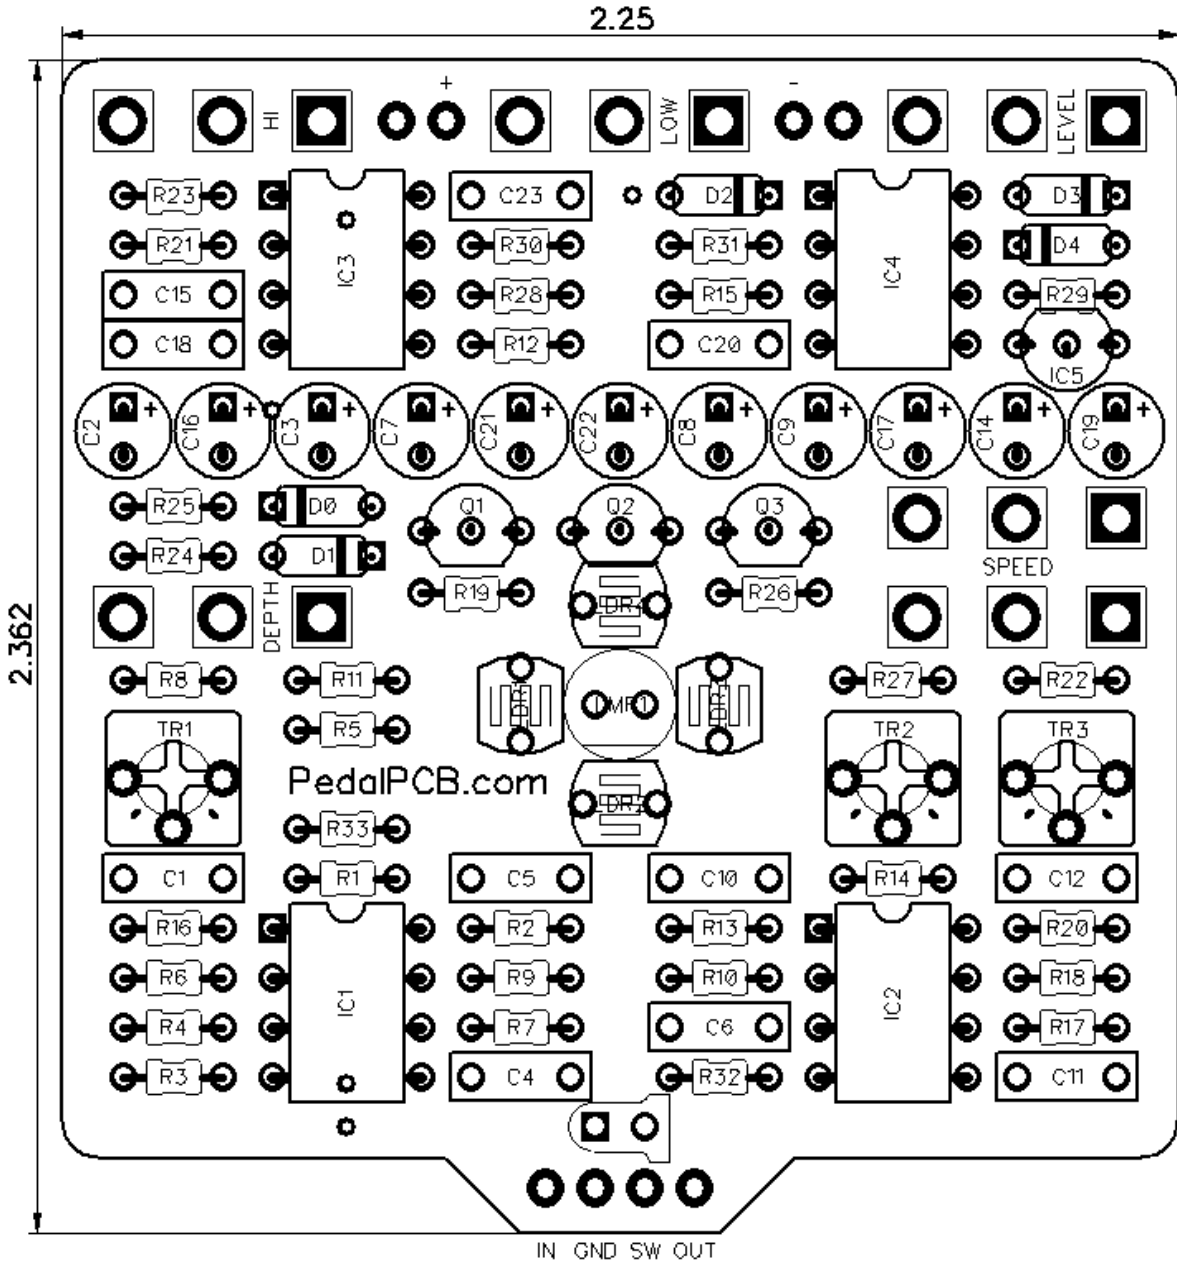 2.25
+ -
HI LOW LEVEL
R23 C23 D2 D3
R21 IC3 R30 R31 IC4 D4
C15 R28 R15 R29
C18 R12 C20 IC5
C2 C16 + C3 + C7 + C21 + C22 + C8 + C9 + C17 + C14 + C19 +
R25 D0 Q1 Q2 Q3
R24 D1 SPEED
2.362
DEPTH R19 LDR4 R26
R8 R11 R27 R22
TR1 R5 MP1 TR2 TR3
PedalPCB.com
R33
C1 R1 C5 C10 R14 C12
R16 R2 R13 R20
R6 IC1 R9 R10 IC2 R18
R4 R7 C6 R17
R3 C4 R32 C11
IN GND SW OUT